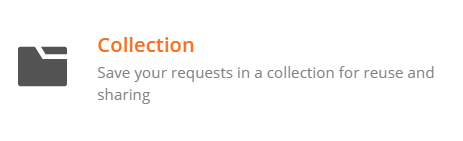 Collection
Save your requests in a collection for reuse and
sharing